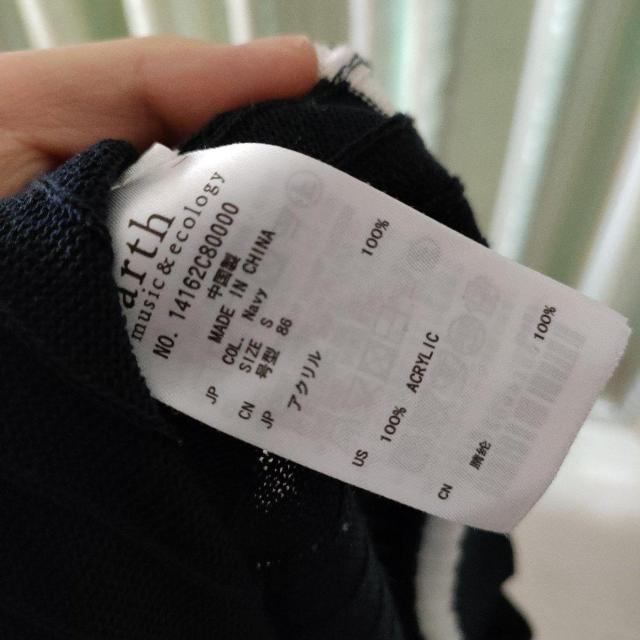 arth
music & ecology
NO. 14162C80000
中国製
MADE IN CHINA
COL Navy
SIZE S
号型 88
JP
CN
JP アクリル 100%
US 100% ACRYLIC
CN 腈纶 100%